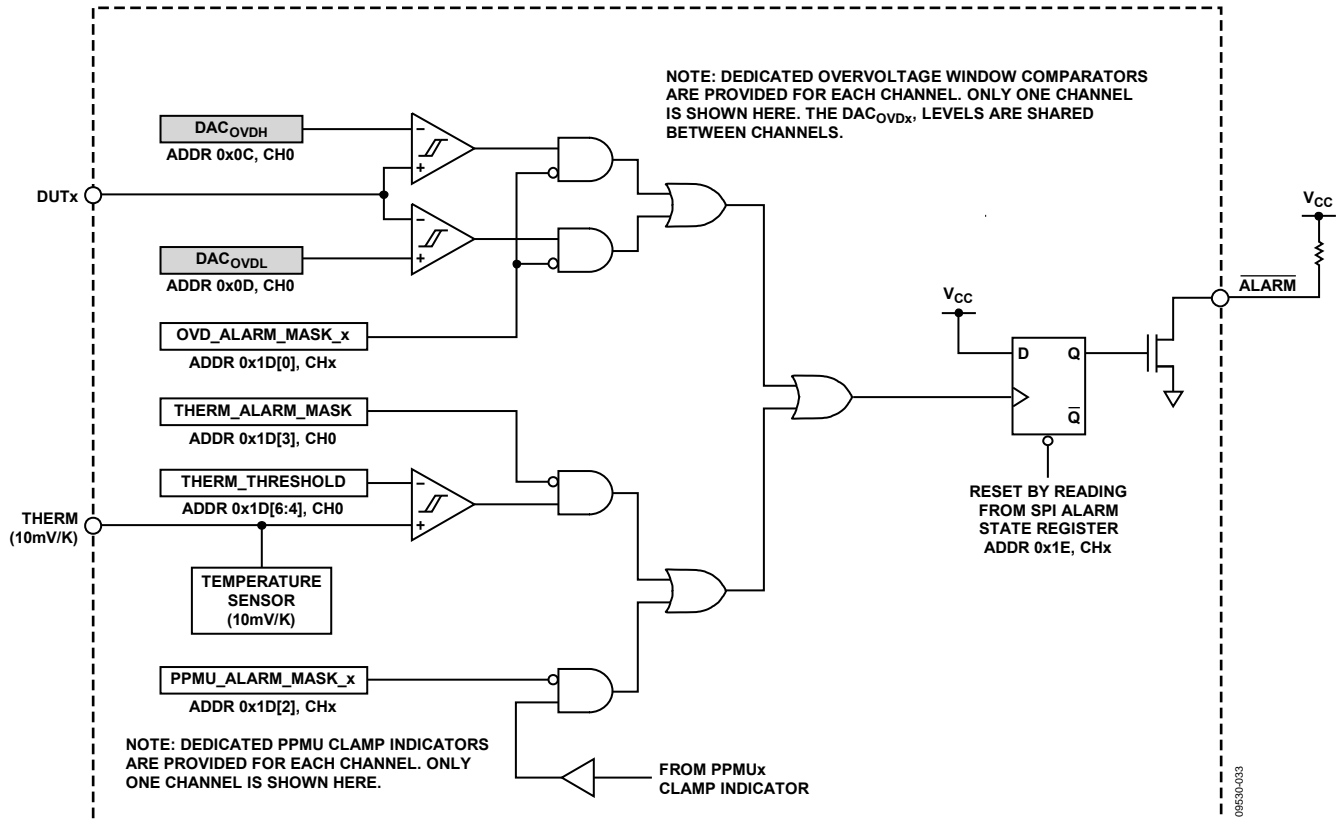 NOTE: DEDICATED OVERVOLTAGE WINDOW COMPARATORS
ARE PROVIDED FOR EACH CHANNEL. ONLY ONE CHANNEL
IS SHOWN HERE. THE DACOVDx, LEVELS ARE SHARED
BETWEEN CHANNELS.
DACOVDH
ADDR 0x0C, CH0
−
+
DUTx
−
+
DACOVDL
ADDR 0x0D, CH0
OVD_ALARM_MASK_x
ADDR 0x1D[0], CHx
THERM_ALARM_MASK
ADDR 0x1D[3], CH0
THERM_THRESHOLD
ADDR 0x1D[6:4], CH0
−
+
THERM
(10mV/K)
TEMPERATURE
SENSOR
(10mV/K)
PPMU_ALARM_MASK_x
ADDR 0x1D[2], CHx
NOTE: DEDICATED PPMU CLAMP INDICATORS
ARE PROVIDED FOR EACH CHANNEL. ONLY
ONE CHANNEL IS SHOWN HERE.
FROM PPMUx
CLAMP INDICATOR
VCC
D Q
Q̅
RESET BY READING
FROM SPI ALARM
STATE REGISTER
ADDR 0x1E, CHx
VCC
A̅L̅A̅R̅M̅
09530-033